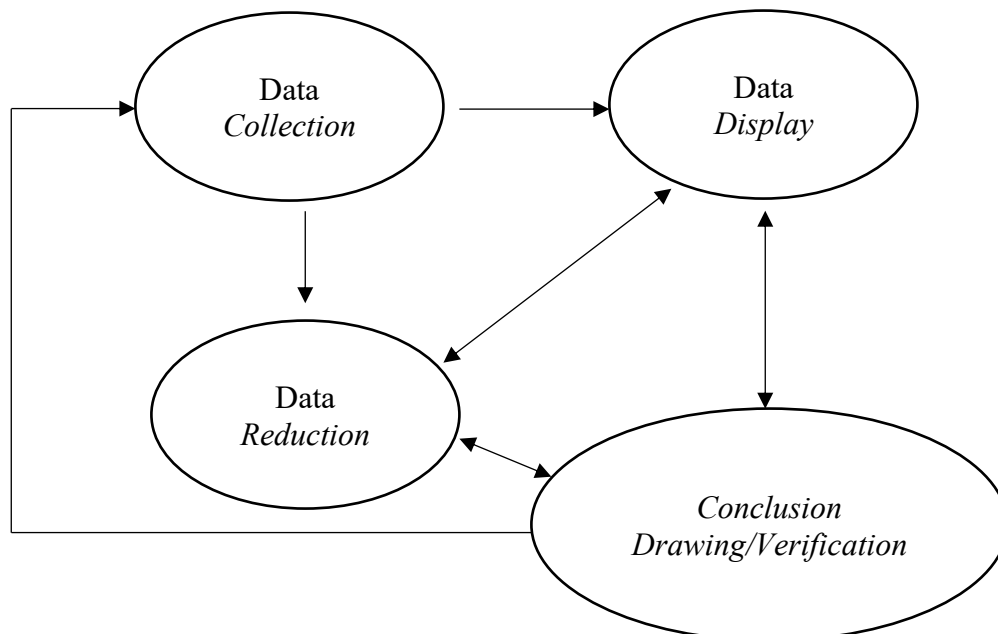 Data
Collection
Data
Display
Data
Reduction
Conclusion
Drawing/Verification